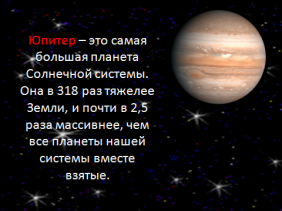 Юпитер – это самая
большая планета
Солнечной системы.
Она в 318 раз тяжелее
Земли, и почти в 2,5
раза массивнее, чем
все планеты нашей
системы вместе
взятые.